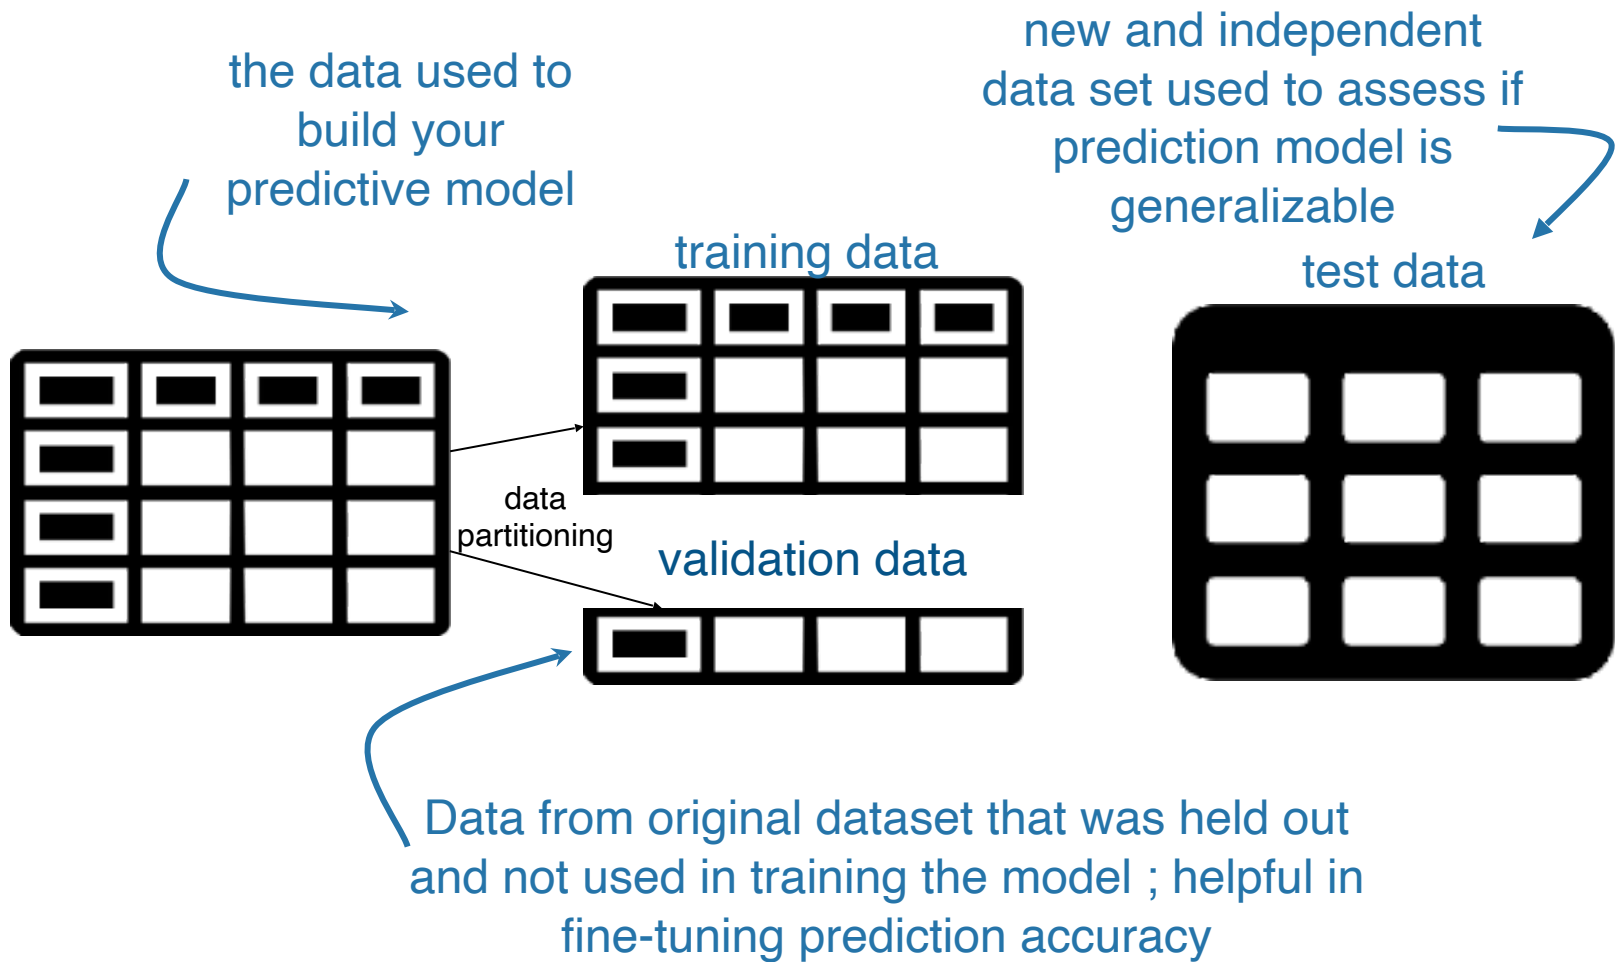 the data used to
build your
predictive model
new and independent
data set used to assess if
prediction model is
generalizable
training data
test data
data
partitioning
validation data
Data from original dataset that was held out
and not used in training the model ; helpful in
fine-tuning prediction accuracy